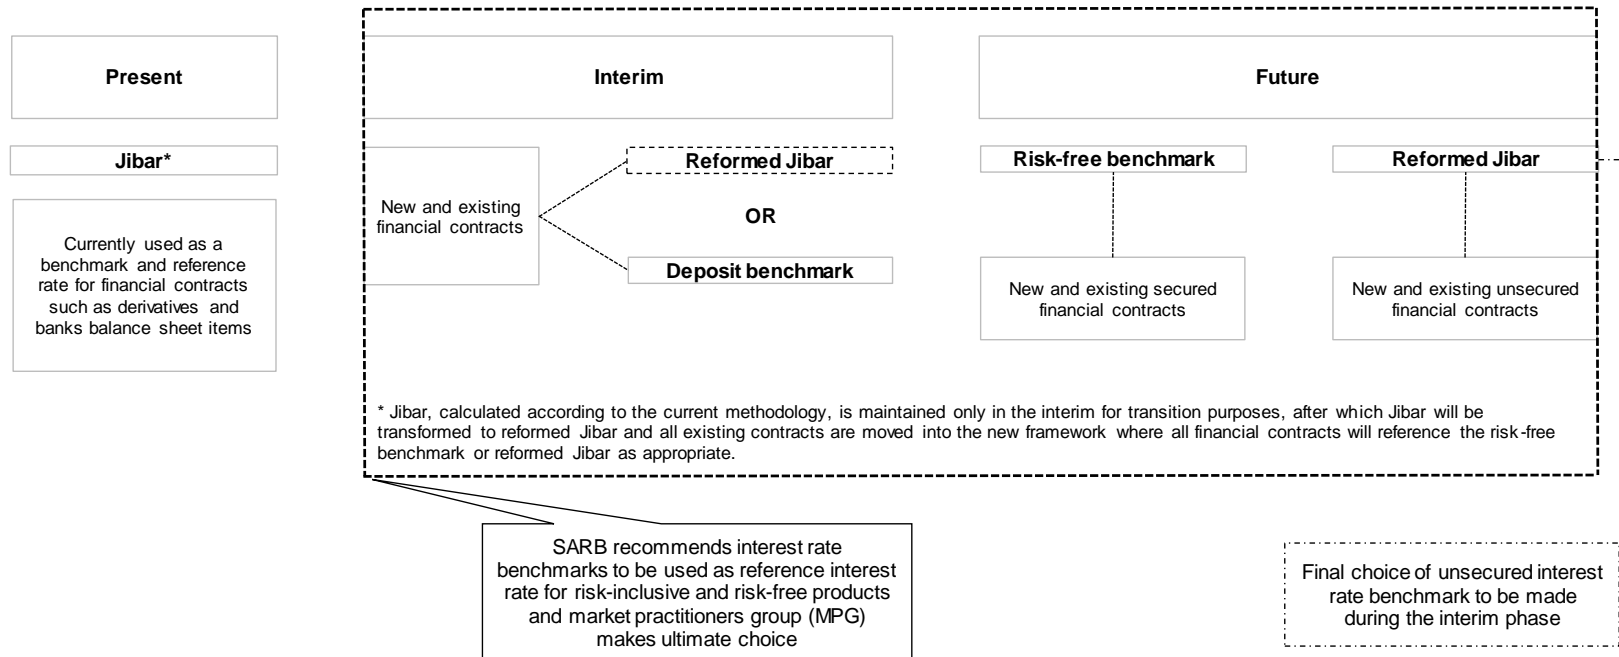 Present
Interim
Future
Jibar*
Reformed Jibar
Risk-free benchmark
Reformed Jibar
Currently used as a
benchmark and reference
rate for financial contracts
such as derivatives and
banks balance sheet items
New and existing
financial contracts
OR
Deposit benchmark
New and existing secured
financial contracts
New and existing unsecured
financial contracts
* Jibar, calculated according to the current methodology, is maintained only in the interim for transition purposes, after which Jibar will be
transformed to reformed Jibar and all existing contracts are moved into the new framework where all financial contracts will reference the risk-free
benchmark or reformed Jibar as appropriate.
SARB recommends interest rate
benchmarks to be used as reference interest
rate for risk-inclusive and risk-free products
and market practitioners group (MPG)
makes ultimate choice
Final choice of unsecured interest
rate benchmark to be made
during the interim phase